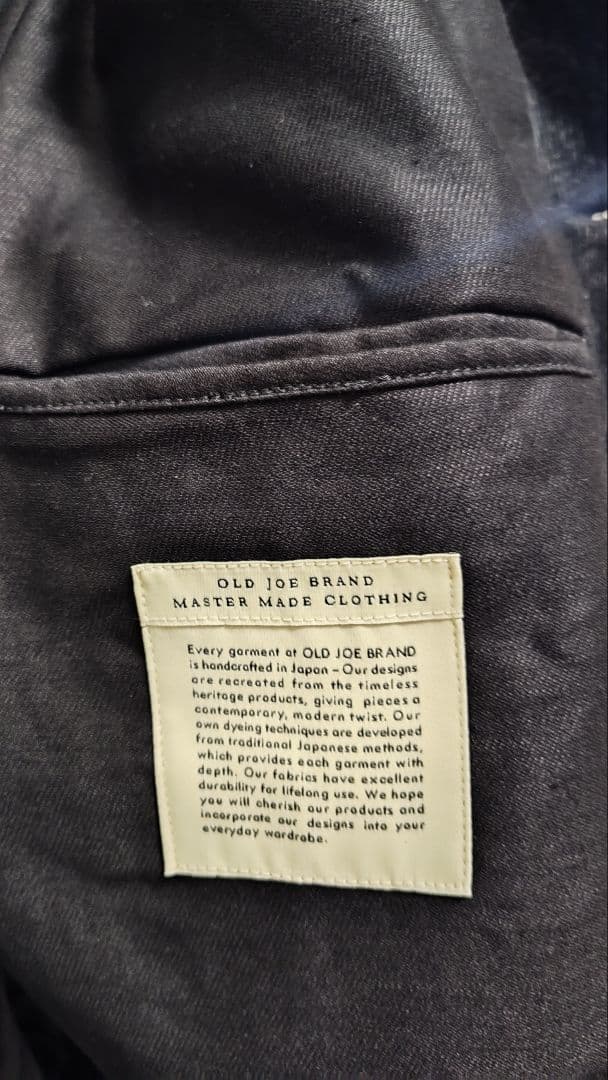 OLD JOE BRAND
MASTER MADE CLOTHING
Every garment at OLD JOE BRAND
is handcrafted in Japan – Our designs
are recreated from the timeless
heritage products, giving pieces a
contemporary, modern twist. Our
own dyeing techniques are developed
from traditional Japanese methods,
which provides each garment with
depth. Our fabrics have excellent
durability for lifelong use. We hope
you will cherish our products and
incorporate our designs into your
everyday wardrobe.